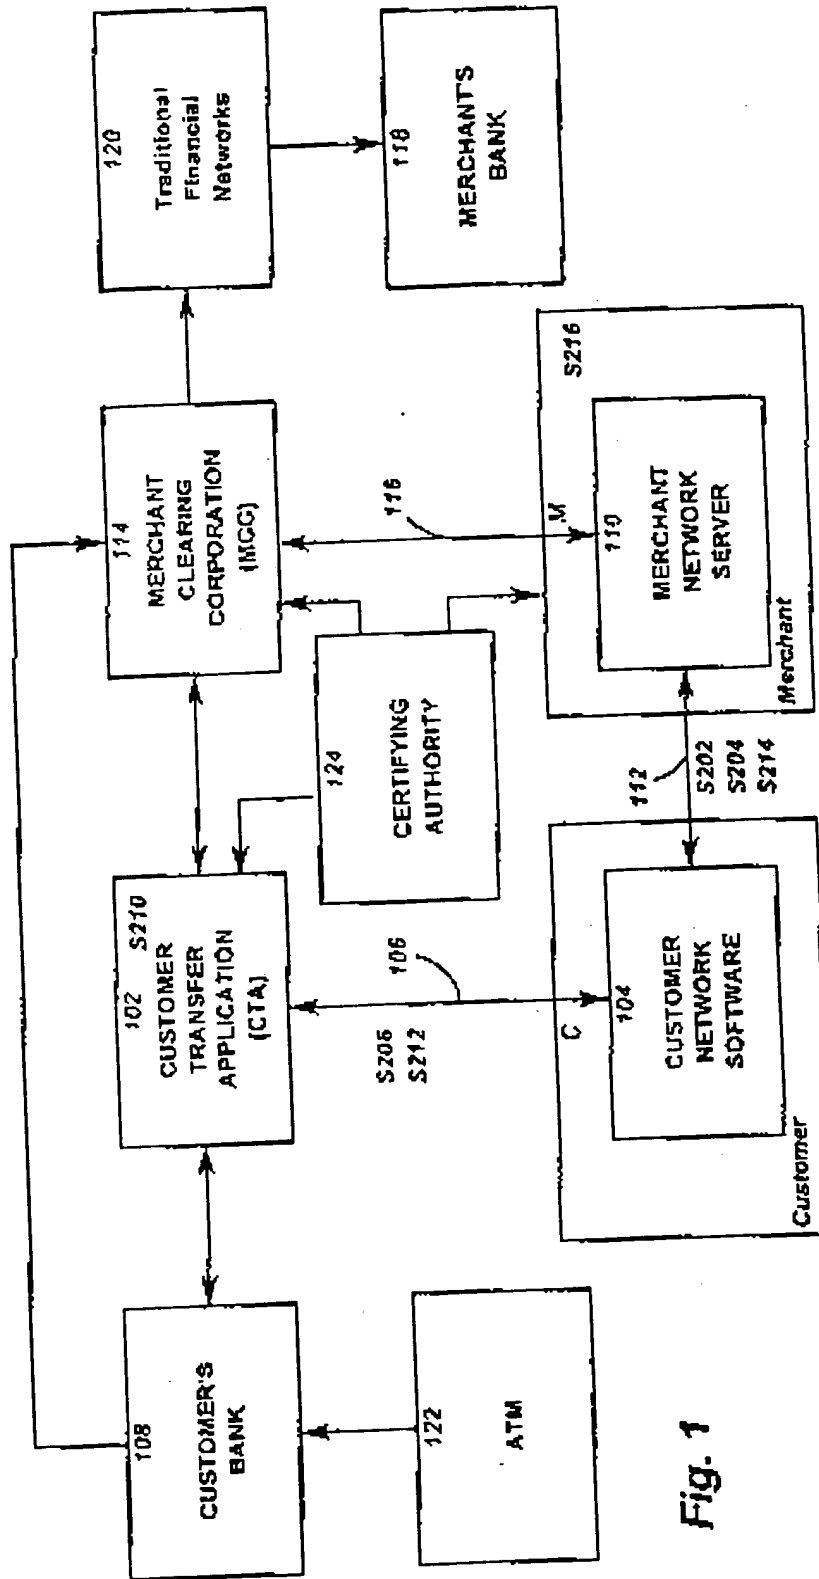 108
CUSTOMER'S
BANK
122
ATM
102
S210
CUSTOMER
TRANSFER
APPLICATION
(CTA)
S206
S212
106
C
104
CUSTOMER
NETWORK
SOFTWARE
Customer
124
CERTIFYING
AUTHORITY
112
S202
S204
S214
114
MERCHANT
CLEARING
CORPORATION
(MCC)
116
M
S216
110
MERCHANT
NETWORK
SERVER
Merchant
120
Traditional
Financial
Networks
118
MERCHANT'S
BANK
Fig. 1